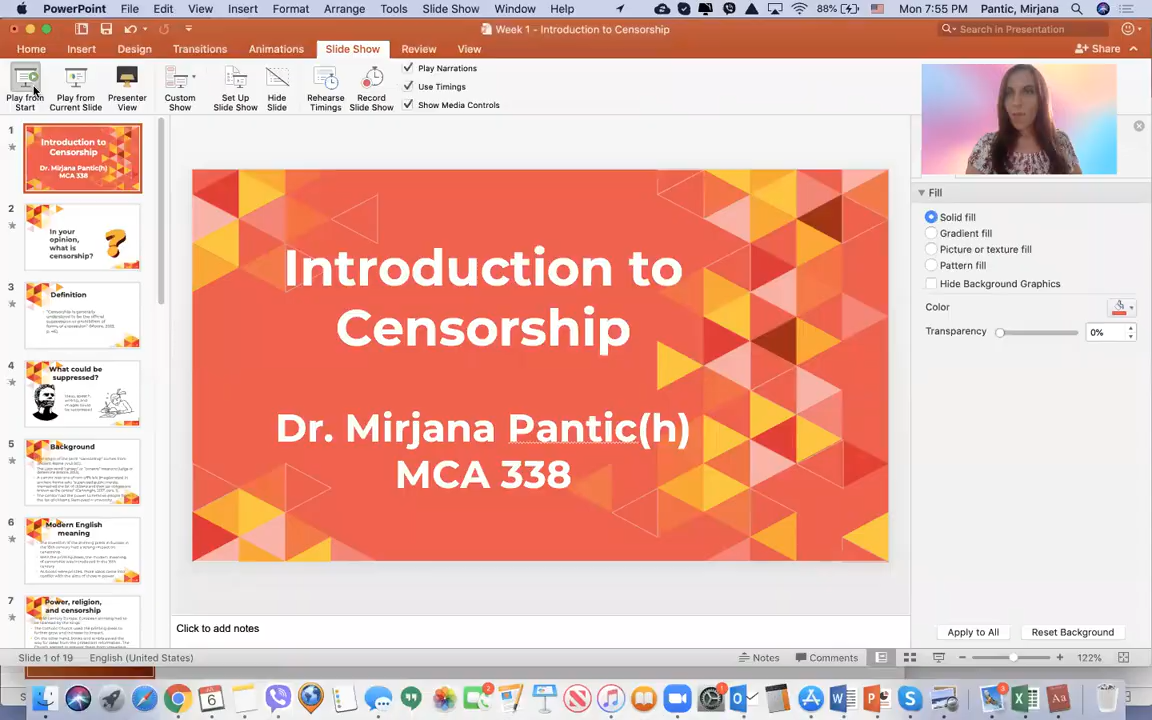 PowerPoint File Edit View Insert Format Arrange Tools Slide Show Window Help 88% Mon 7:55 PM Pantic, Mirjana
Week 1 - Introduction to Censorship
Search in Presentation
Home Insert Design Transitions Animations Slide Show Review View
Share
Play from Start
Play from Current Slide
Presenter View
Custom Show
Set Up Slide Show
Hide Slide
Rehearse Timings
Record Slide Show
Play Narrations
Use Timings
Show Media Controls
1
Introduction to
Censorship
Dr. Mirjana Pantic(h)
MCA 338
2
In your
opinion,
what is
censorship?
3
Definition
4
What could be
suppressed?
5
Background
6
Modern English
meaning
7
Power, religion,
and censorship
Introduction to
Censorship
Dr. Mirjana Pantic(h)
MCA 338
Fill
Solid fill
Gradient fill
Picture or texture fill
Pattern fill
Hide Background Graphics
Color
Transparency 0%
Apply to All Reset Background
Click to add notes
Slide 1 of 19 English (United States) Notes Comments 122%